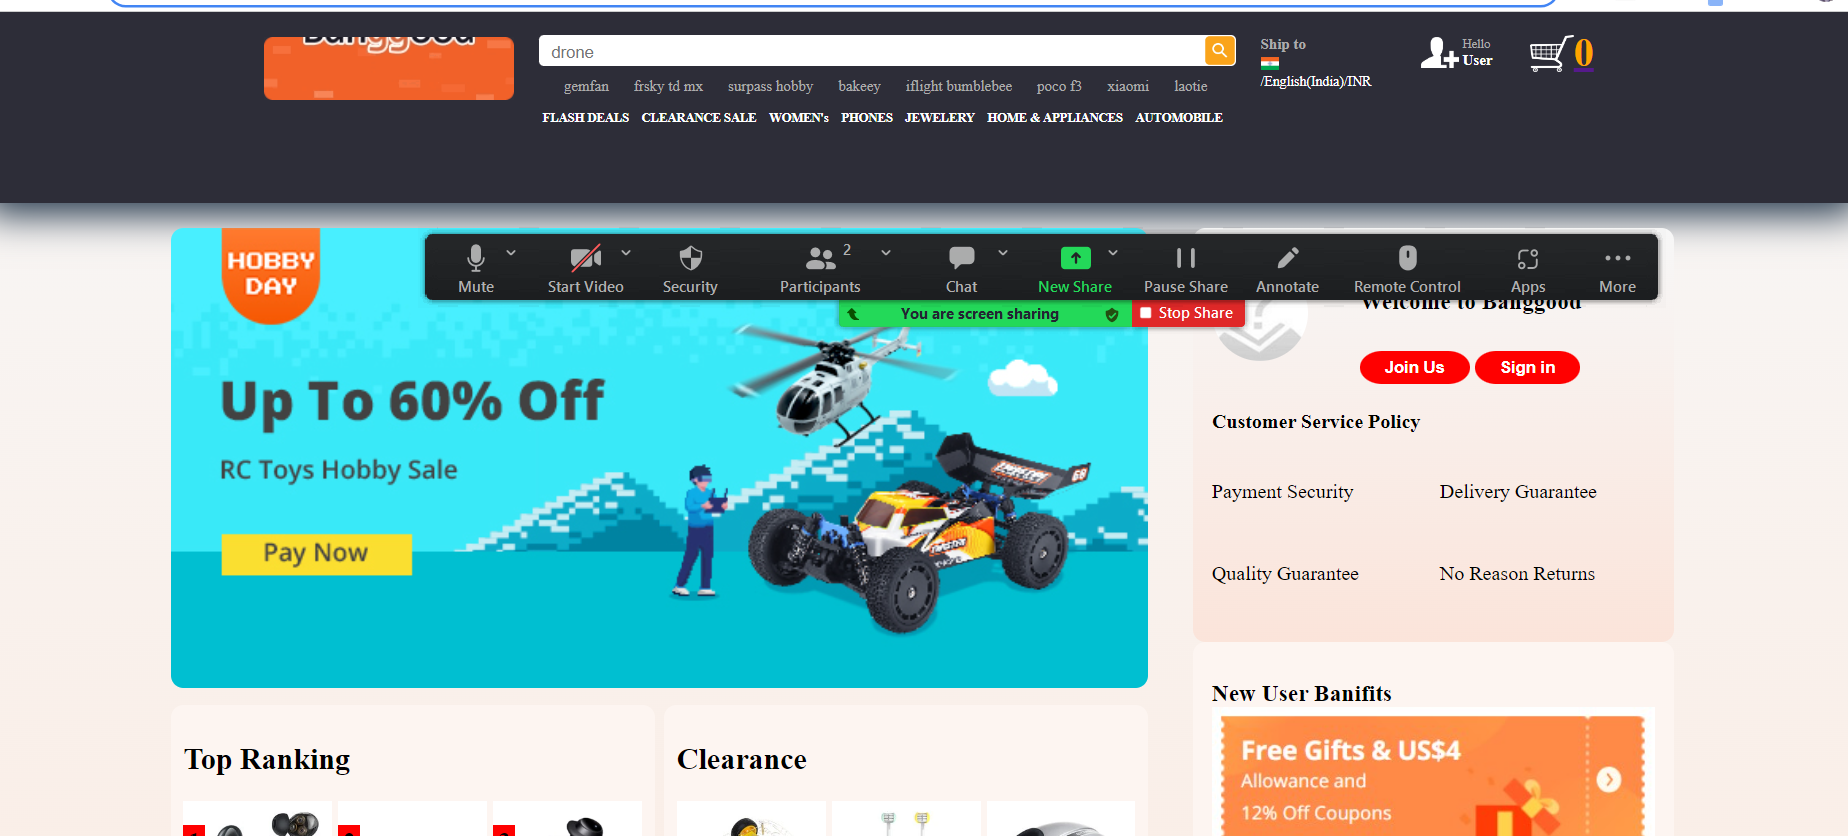 Banggood
drone
Ship to
/English(India)/INR
Hello
User
0
gemfan frsky td mx surpass hobby bakeey iflight bumblebee poco f3 xiaomi laotie
FLASH DEALS CLEARANCE SALE WOMEN's PHONES JEWELERY HOME & APPLIANCES AUTOMOBILE
HOBBY
DAY
Mute Start Video Security Participants 2 Chat New Share Pause Share Annotate Remote Control Apps More
You are screen sharing Stop Share
Up To 60% Off
RC Toys Hobby Sale
Pay Now
Welcome to Banggood
Join Us Sign in
Customer Service Policy
Payment Security Delivery Guarantee
Quality Guarantee No Reason Returns
New User Banifits
Free Gifts & US$4
Allowance and
12% Off Coupons
Top Ranking
Clearance